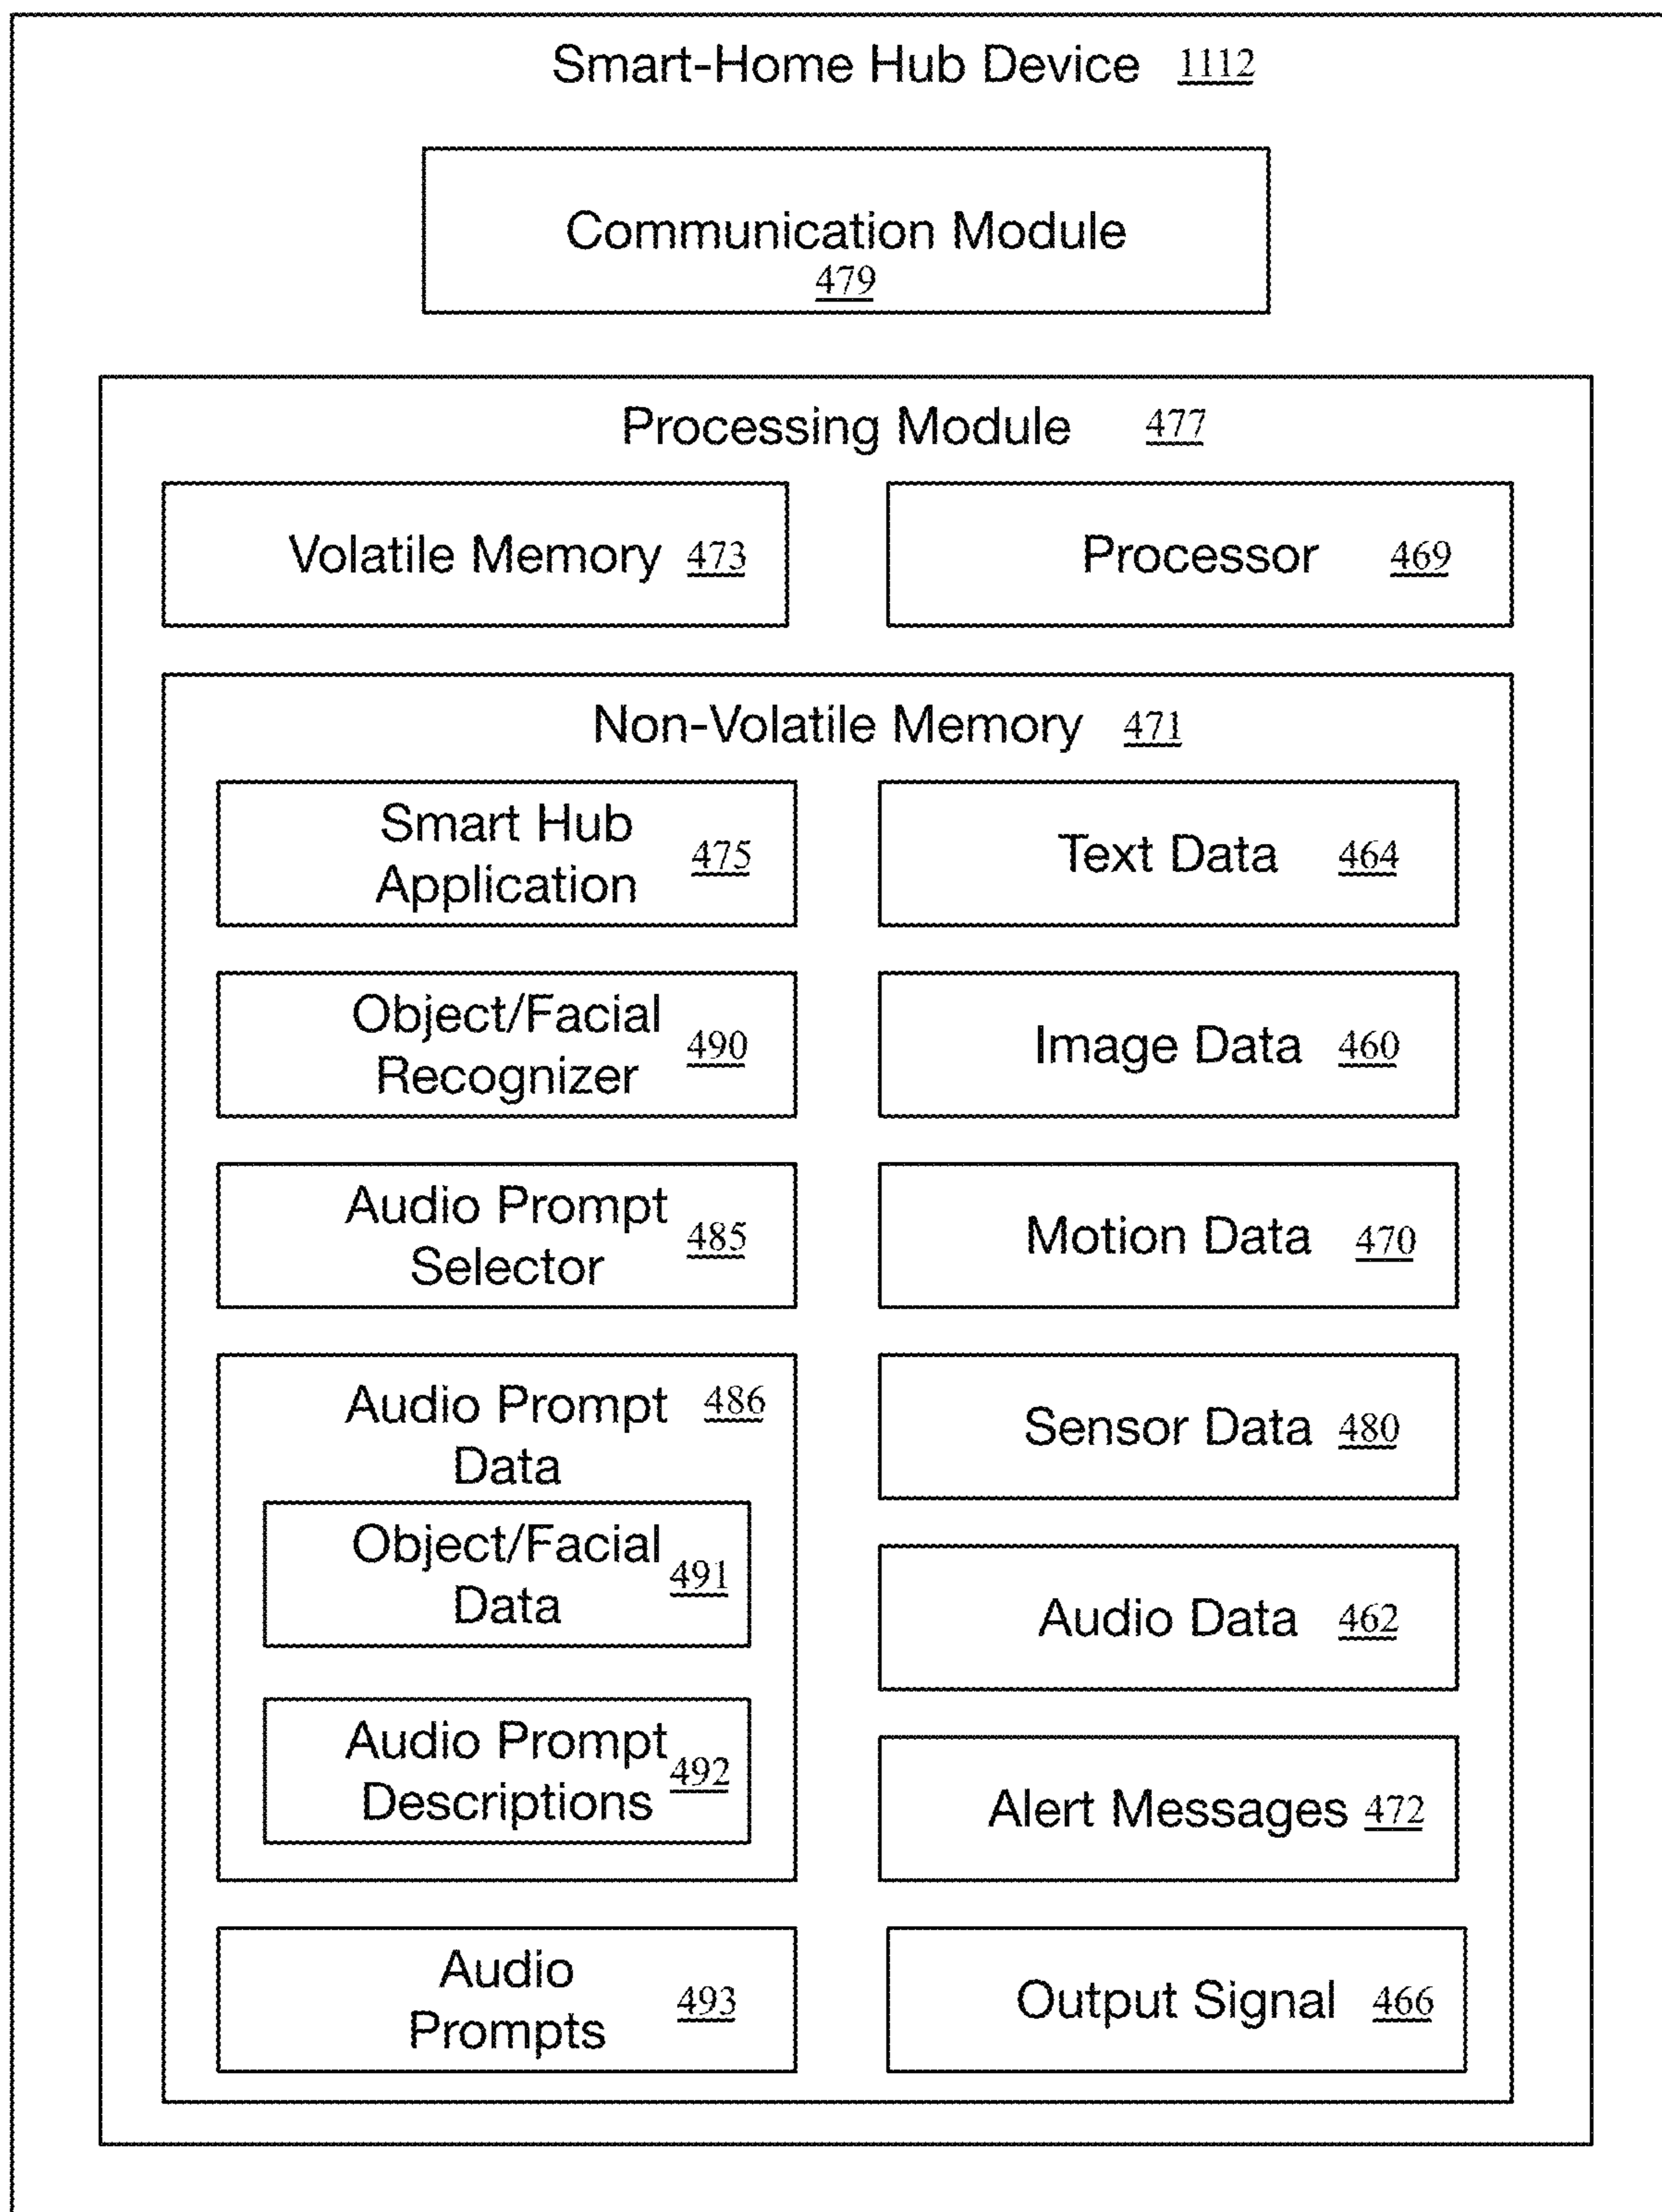 Smart-Home Hub Device 1112
Communication Module
479
Processing Module 477
Volatile Memory 473
Processor 469
Non-Volatile Memory 471
Smart Hub
Application
475
Text Data 464
Object/Facial
Recognizer
490
Image Data 460
Audio Prompt
Selector
485
Motion Data 470
Audio Prompt 486
Data
Object/Facial
Data
491
Audio Prompt
Descriptions
492
Sensor Data 480
Audio Data 462
Alert Messages 472
Audio
Prompts
493
Output Signal 466